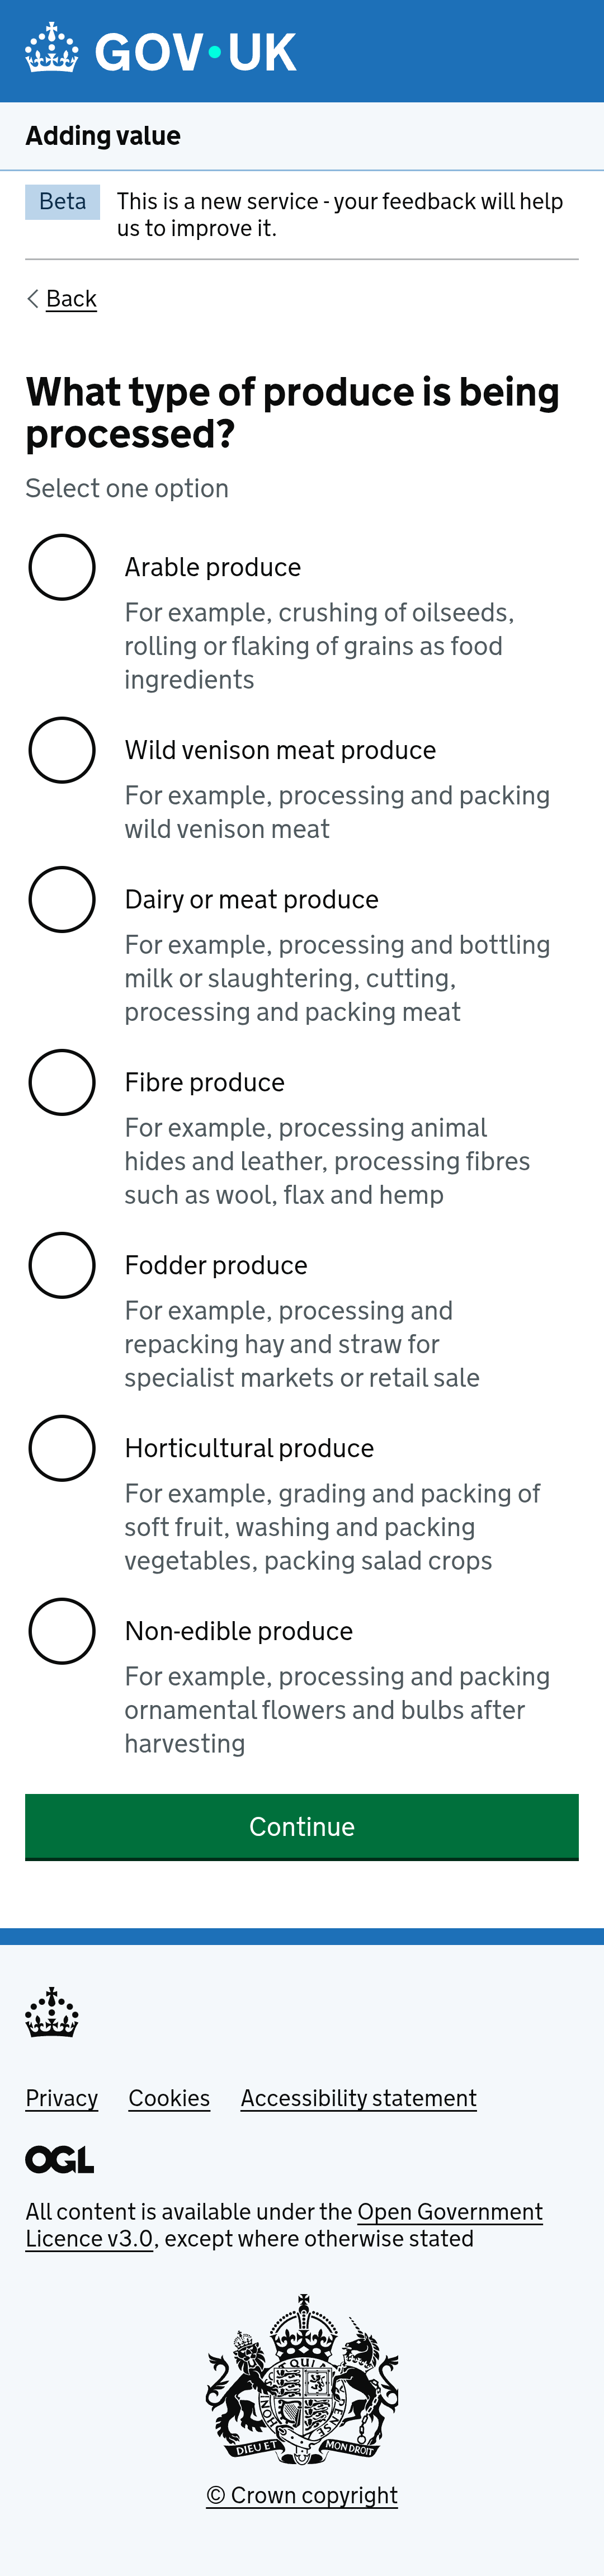 GOV·UK
Adding value
Beta
This is a new service - your feedback will help
us to improve it.
Back
What type of produce is being
processed?
Select one option
Arable produce
For example, crushing of oilseeds,
rolling or flaking of grains as food
ingredients
Wild venison meat produce
For example, processing and packing
wild venison meat
Dairy or meat produce
For example, processing and bottling
milk or slaughtering, cutting,
processing and packing meat
Fibre produce
For example, processing animal
hides and leather, processing fibres
such as wool, flax and hemp
Fodder produce
For example, processing and
repacking hay and straw for
specialist markets or retail sale
Horticultural produce
For example, grading and packing of
soft fruit, washing and packing
vegetables, packing salad crops
Non-edible produce
For example, processing and packing
ornamental flowers and bulbs after
harvesting
Continue
Privacy Cookies Accessibility statement
OGL
All content is available under the Open Government
Licence v3.0, except where otherwise stated
DIEU ET MON DROIT
© Crown copyright